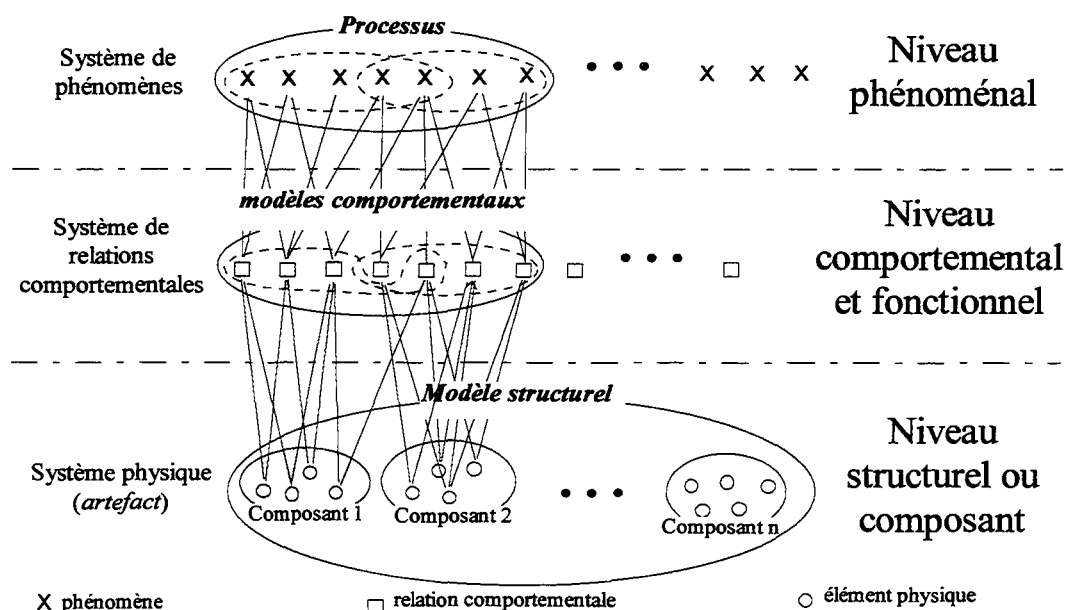 Processus
Système de
phénomènes
X X X X X X X • • • X X X
Niveau
phénoménal
modèles comportementaux
Système de
relations
comportementales
• • •
Niveau
comportemental
et fonctionnel
Modèle structurel
Système physique
(artefact)
Composant 1
Composant 2
• • •
Composant n
Niveau
structurel ou
composant
X phénomène
relation comportementale
élément physique